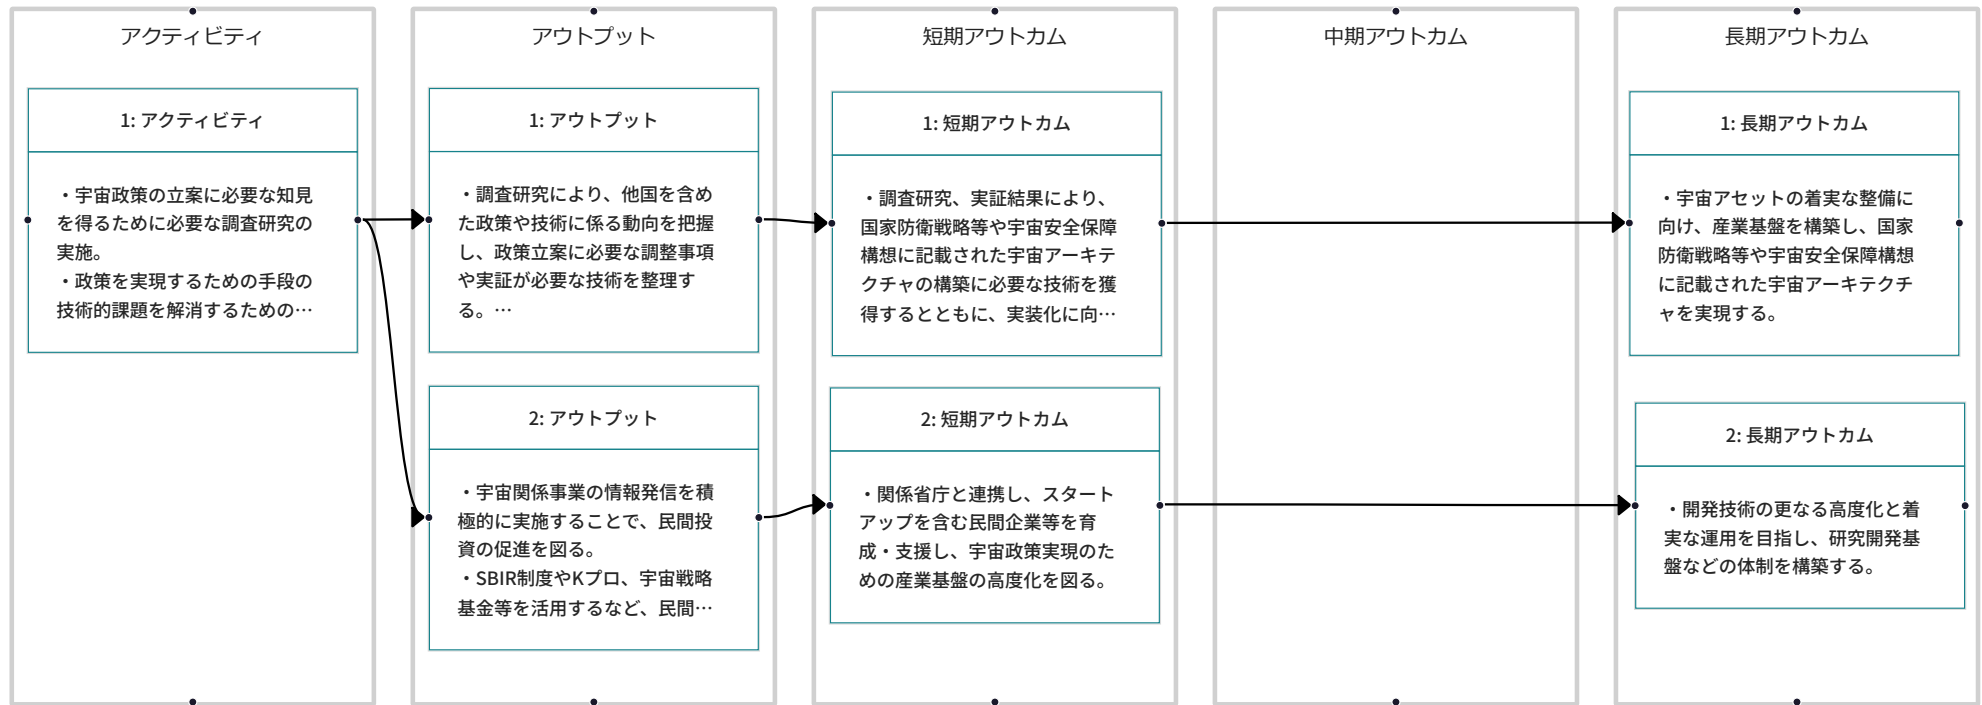 アクティビティ
アウトプット
短期アウトカム
中期アウトカム
長期アウトカム
1: アクティビティ
・宇宙政策の立案に必要な知見
を得るために必要な調査研究の
実施。
・政策を実現するための手段の
技術的課題を解消するための…
1: アウトプット
・調査研究により、他国を含め
た政策や技術に係る動向を把握
し、政策立案に必要な調整事項
や実証が必要な技術を整理す
る。…
2: アウトプット
・宇宙関係事業の情報発信を積
極的に実施することで、民間投
資の促進を図る。
・SBIR制度やKプロ、宇宙戦略
基金等を活用するなど、民間…
1: 短期アウトカム
・調査研究、実証結果により、
国家防衛戦略等や宇宙安全保障
構想に記載された宇宙アーキテ
クチャの構築に必要な技術を獲
得するとともに、実装化に向…
2: 短期アウトカム
・関係省庁と連携し、スタート
アップを含む民間企業等を育
成・支援し、宇宙政策実現のた
めの産業基盤の高度化を図る。
1: 長期アウトカム
・宇宙アセットの着実な整備に
向け、産業基盤を構築し、国家
防衛戦略等や宇宙安全保障構想
に記載された宇宙アーキテクチ
ャを実現する。
2: 長期アウトカム
・開発技術の更なる高度化と着
実な運用を目指し、研究開発基
盤などの体制を構築する。